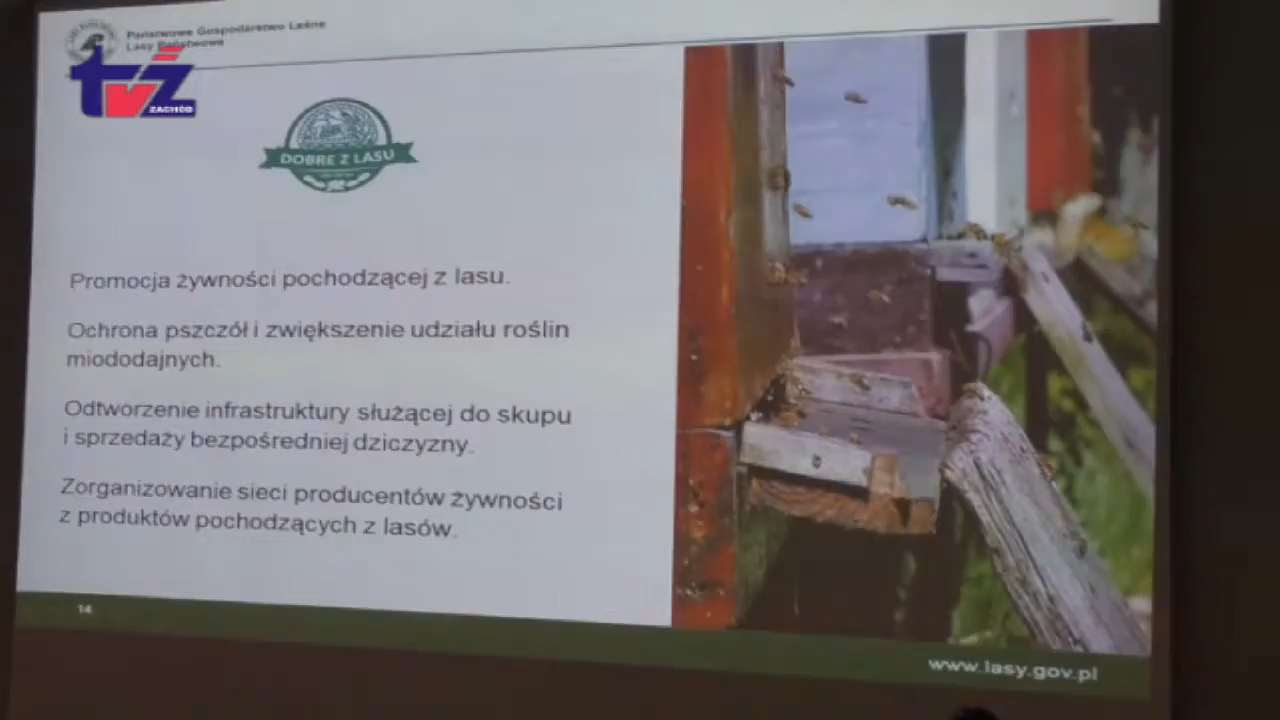 Państwowe Gospodarstwo Leśne
Lasy Państwowe
tvż
ZACHÓD
DOBRE Z LASU
Promocja żywności pochodzącej z lasu.
Ochrona pszczół i zwiększenie udziału roślin
miododajnych.
Odtworzenie infrastruktury służącej do skupu
i sprzedaży bezpośredniej dziczyzny.
Zorganizowanie sieci producentów żywności
z produktów pochodzących z lasów.
14
www.lasy.gov.pl